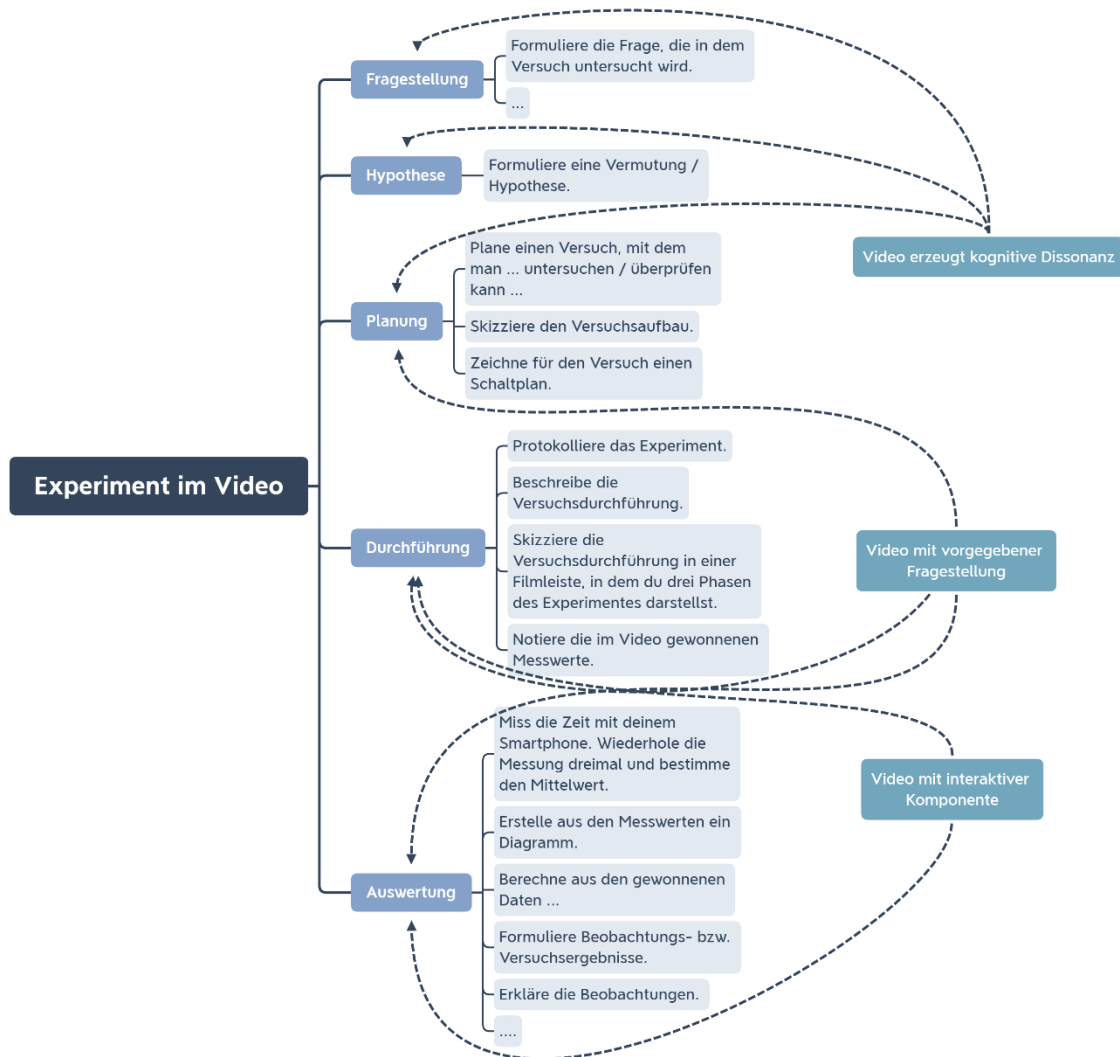 Experiment im Video
Fragestellung
Formuliere die Frage, die in dem
Versuch untersucht wird.
...
Hypothese
Formuliere eine Vermutung /
Hypothese.
Planung
Plane einen Versuch, mit dem
man ... untersuchen / überprüfen
kann ...
Skizziere den Versuchsaufbau.
Zeichne für den Versuch einen
Schaltplan.
Durchführung
Protokolliere das Experiment.
Beschreibe die
Versuchsdurchführung.
Skizziere die
Versuchsdurchführung in einer
Filmleiste, in dem du drei Phasen
des Experimentes darstellst.
Notiere die im Video gewonnenen
Messwerte.
Auswertung
Miss die Zeit mit deinem
Smartphone. Wiederhole die
Messung dreimal und bestimme
den Mittelwert.
Erstelle aus den Messwerten ein
Diagramm.
Berechne aus den gewonnenen
Daten ...
Formuliere Beobachtungs- bzw.
Versuchsergebnisse.
Erkläre die Beobachtungen.
....
Video erzeugt kognitive Dissonanz
Video mit vorgegebener
Fragestellung
Video mit interaktiver
Komponente